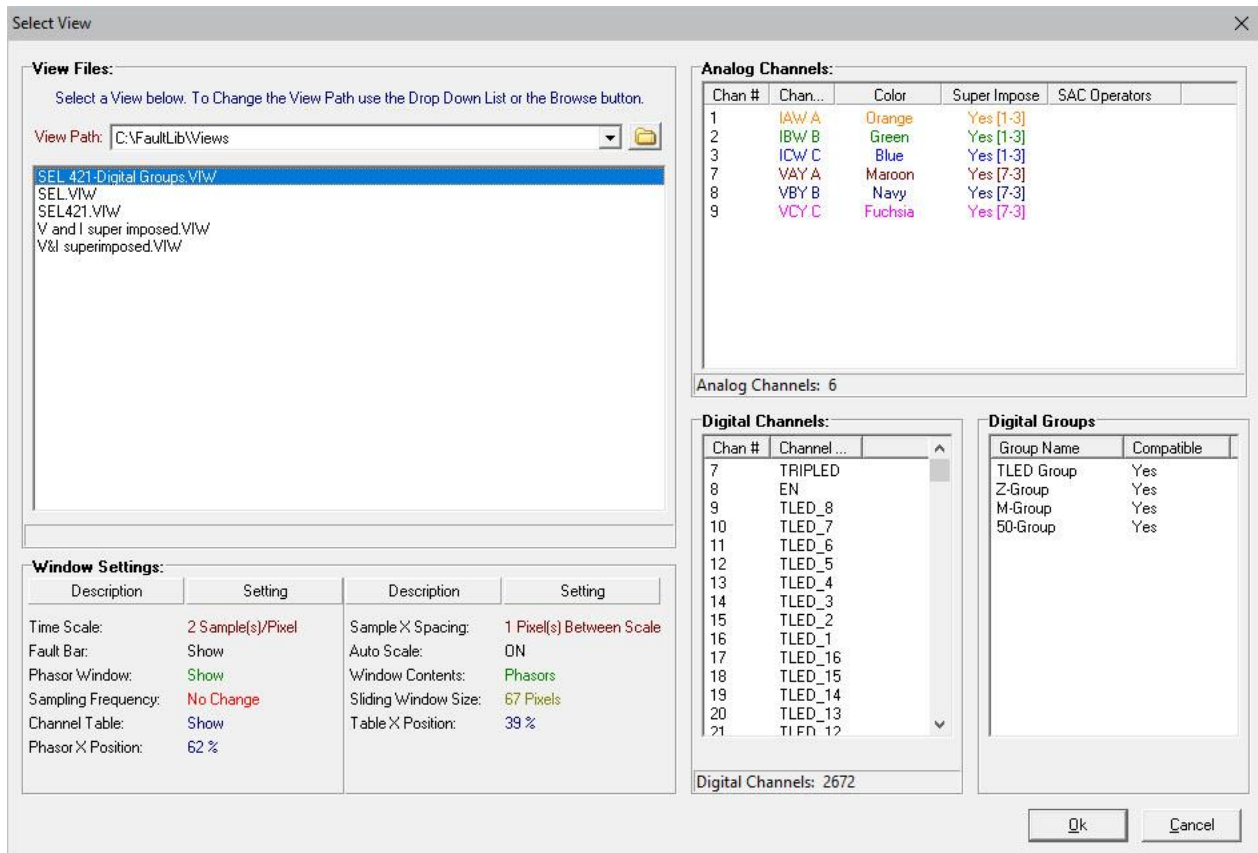 Select View
View Files:
Select a View below. To Change the View Path use the Drop Down List or the Browse button.
View Path: C:\FaultLib\Views
SEL 421-Digital Groups.VIW
SEL.VIW
SEL421.VIW
V and I super imposed.VIW
V&I superimposed.VIW
Window Settings:
Description Setting Description Setting
Time Scale: 2 Sample(s)/Pixel Sample X Spacing: 1 Pixel(s) Between Scale
Fault Bar: Show Auto Scale: ON
Phasor Window: Show Window Contents: Phasors
Sampling Frequency: No Change Sliding Window Size: 67 Pixels
Channel Table: Show Table X Position: 39 %
Phasor X Position: 62 %
Analog Channels:
Chan # Chan... Color Super Impose SAC Operators
1 IAW A Orange Yes [1-3]
2 IBW B Green Yes [1-3]
3 ICW C Blue Yes [1-3]
7 VAY A Maroon Yes [7-3]
8 VBY B Navy Yes [7-3]
9 VCY C Fuchsia Yes [7-3]
Analog Channels: 6
Digital Channels:
Chan # Channel ...
7 TRIPLED
8 EN
9 TLED_8
10 TLED_7
11 TLED_6
12 TLED_5
13 TLED_4
14 TLED_3
15 TLED_2
16 TLED_1
17 TLED_16
18 TLED_15
19 TLED_14
20 TLED_13
21 TLED_12
Digital Channels: 2672
Digital Groups
Group Name Compatible
TLED Group Yes
Z-Group Yes
M-Group Yes
50-Group Yes
Ok Cancel